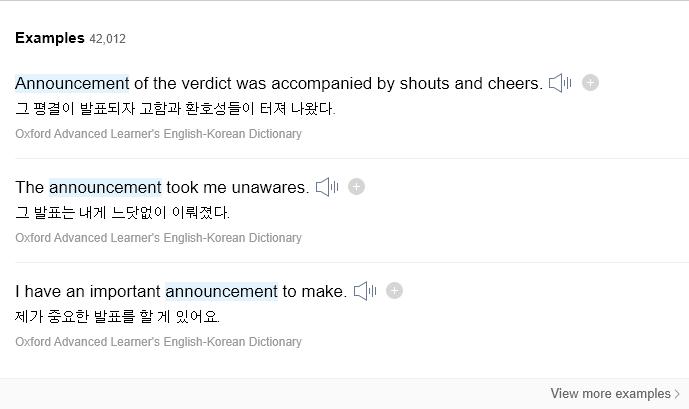 Examples 42,012
Announcement of the verdict was accompanied by shouts and cheers.
그 평결이 발표되자 고함과 환호성들이 터져 나왔다.
Oxford Advanced Learner's English-Korean Dictionary
The announcement took me unawares.
그 발표는 내게 느닷없이 이뤄졌다.
Oxford Advanced Learner's English-Korean Dictionary
I have an important announcement to make.
제가 중요한 발표를 할 게 있어요.
Oxford Advanced Learner's English-Korean Dictionary
View more examples